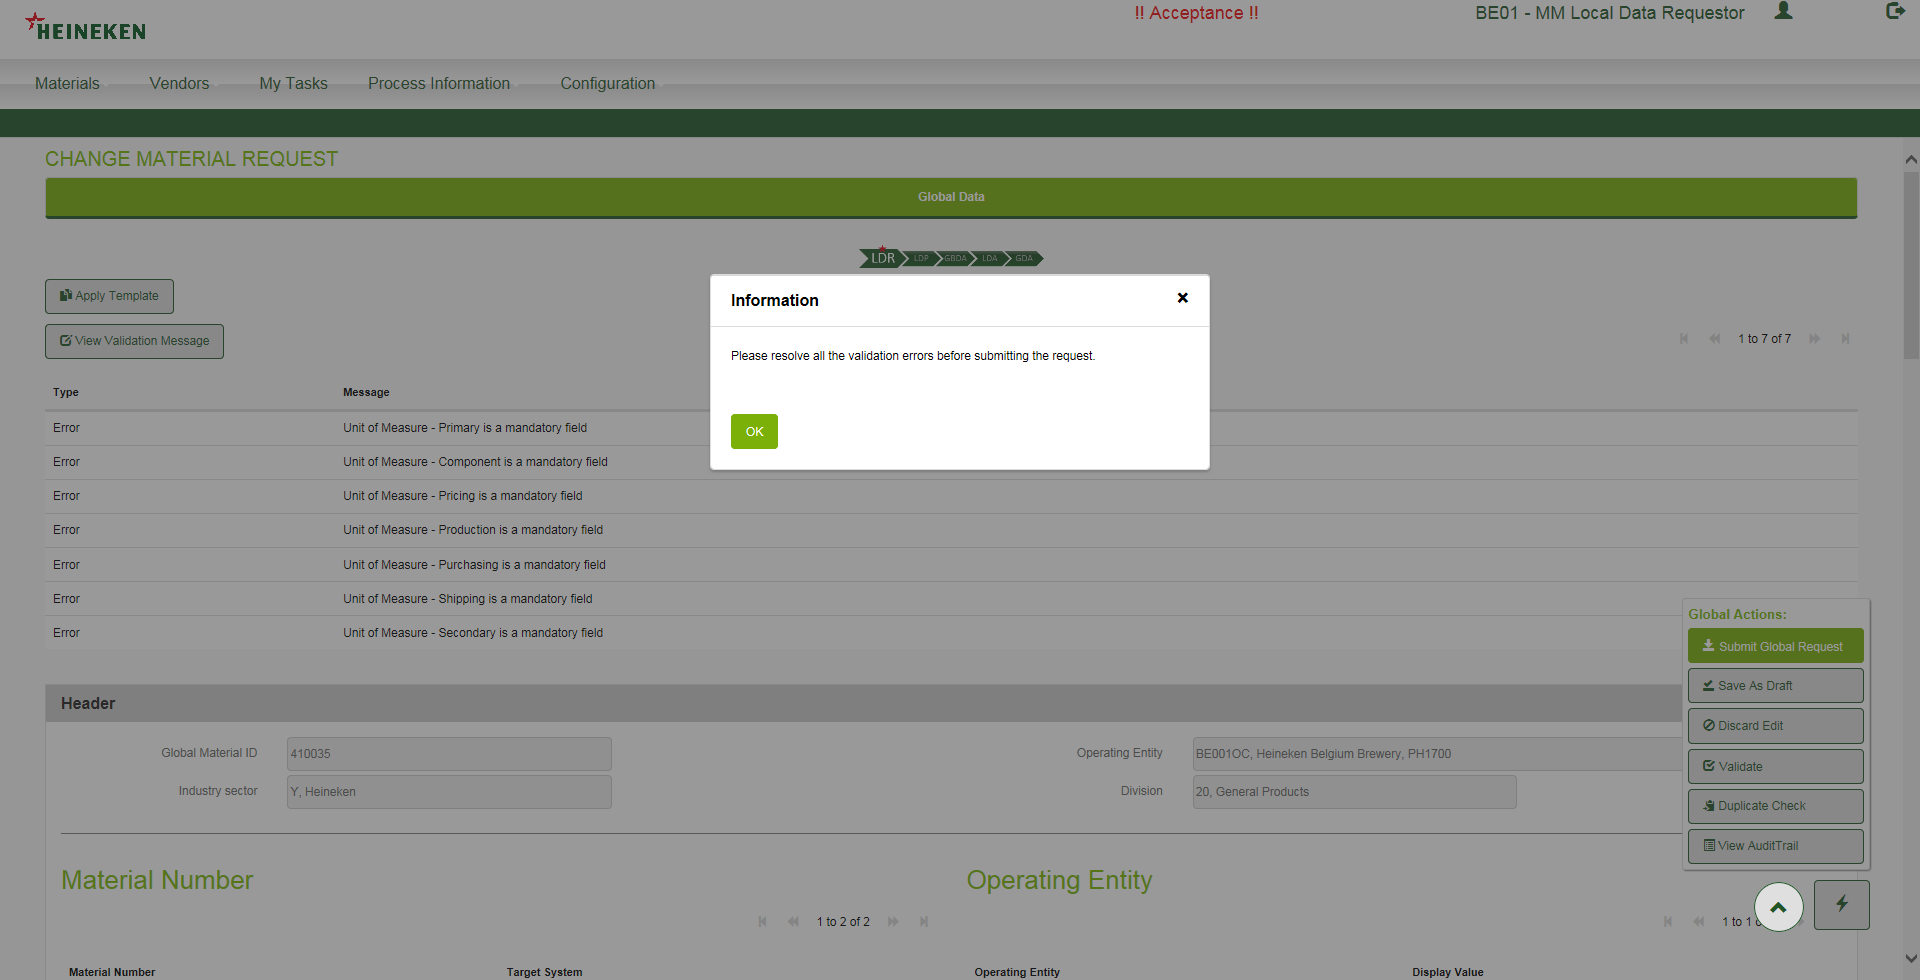 HEINEKEN
!! Acceptance !!
BE01 - MM Local Data Requestor
Materials
Vendors
My Tasks
Process Information
Configuration
CHANGE MATERIAL REQUEST
Global Data
LDR
LDP
GBDA
LDA
GDA
Apply Template
View Validation Message
Information
Please resolve all the validation errors before submitting the request.
OK
1 to 7 of 7
Type Message
Error Unit of Measure - Primary is a mandatory field
Error Unit of Measure - Component is a mandatory field
Error Unit of Measure - Pricing is a mandatory field
Error Unit of Measure - Production is a mandatory field
Error Unit of Measure - Purchasing is a mandatory field
Error Unit of Measure - Shipping is a mandatory field
Error Unit of Measure - Secondary is a mandatory field
Global Actions:
Submit Global Request
Save As Draft
Discard Edit
Validate
Duplicate Check
View AuditTrail
Header
Global Material ID 410035
Operating Entity BE001OC, Heineken Belgium Brewery, PH1700
Industry sector Y, Heineken
Division 20, General Products
Material Number
Operating Entity
1 to 2 of 2
1 to 1
Material Number Target System
Operating Entity Display Value